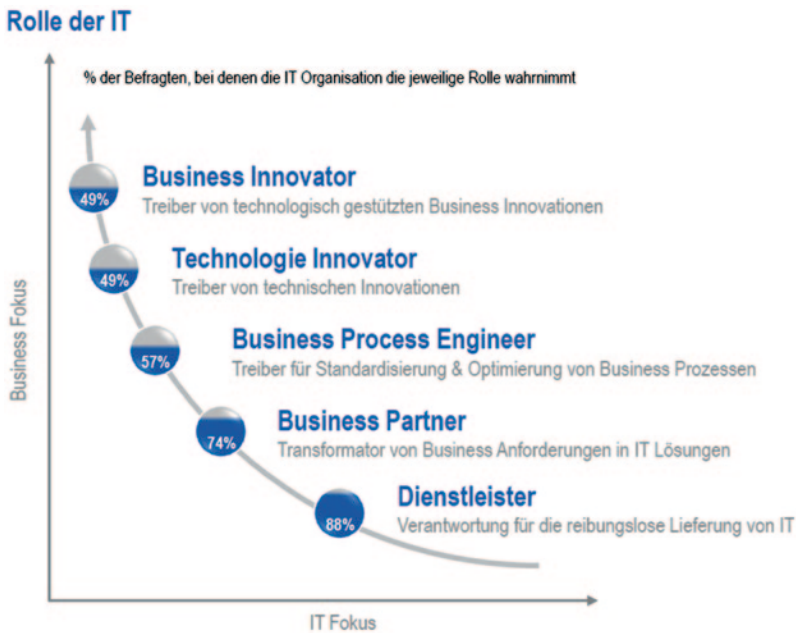 Rolle der IT
% der Befragten, bei denen die IT Organisation die jeweilige Rolle wahrnimmt
Business Innovator
49%
Treiber von technologisch gestützten Business Innovationen
Technologie Innovator
49%
Treiber von technischen Innovationen
Business Process Engineer
57%
Treiber für Standardisierung & Optimierung von Business Prozessen
Business Partner
74%
Transformator von Business Anforderungen in IT Lösungen
Dienstleister
88%
Verantwortung für die reibungslose Lieferung von IT
Business Fokus
IT Fokus